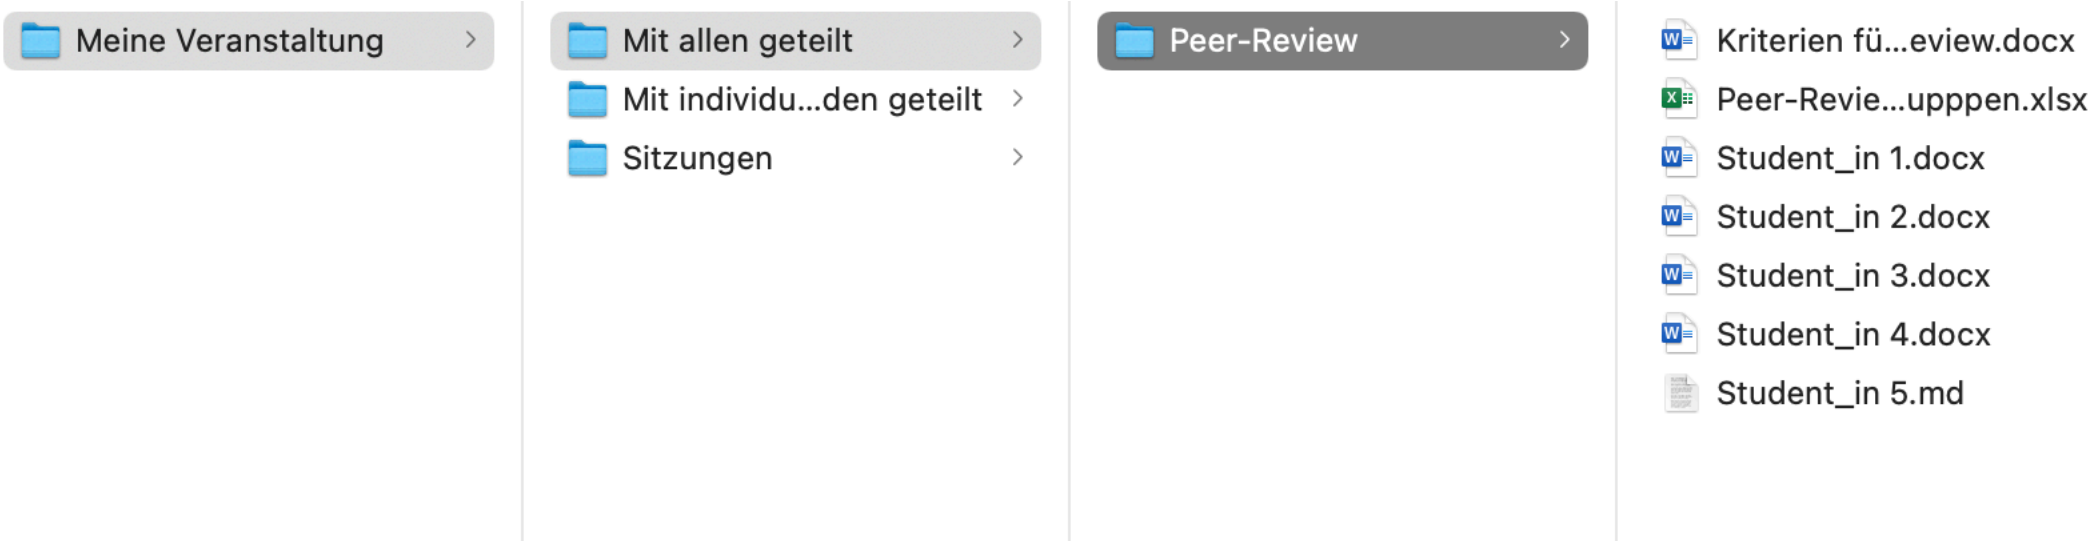 Meine Veranstaltung
Mit allen geteilt
Mit individu...den geteilt
Sitzungen
Peer-Review
Kriterien fü...eview.docx
Peer-Revie...upppen.xlsx
Student_in 1.docx
Student_in 2.docx
Student_in 3.docx
Student_in 4.docx
Student_in 5.md